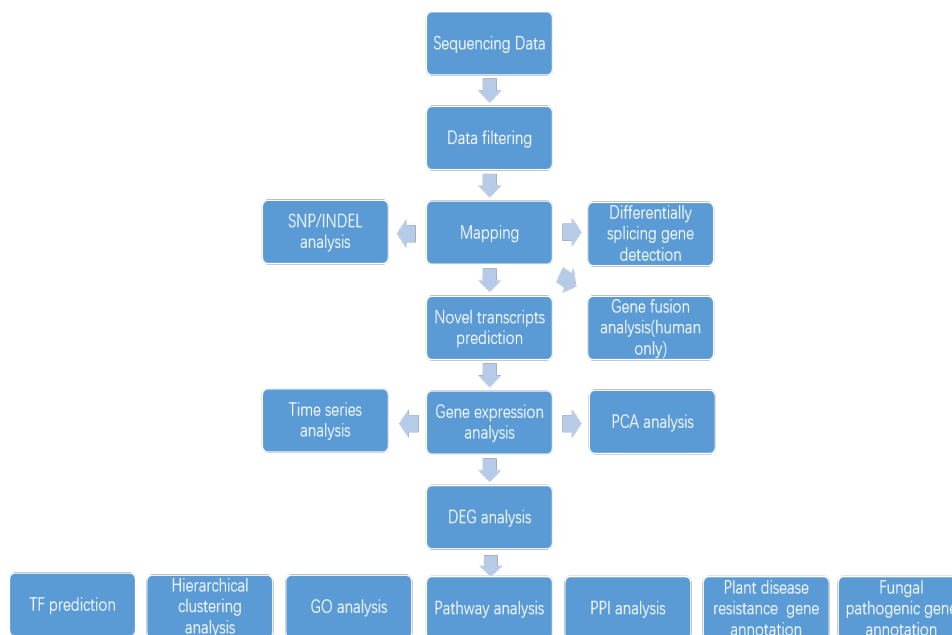 Sequencing Data
Data filtering
SNP/INDEL
analysis
Mapping
Differentially
splicing gene
detection
Novel transcripts
prediction
Gene fusion
analysis(human
only)
Time series
analysis
Gene expression
analysis
PCA analysis
DEG analysis
TF prediction
Hierarchical
clustering
analysis
GO analysis
Pathway analysis
PPI analysis
Plant disease
resistance gene
annotation
Fungal
pathogenic gene
annotation